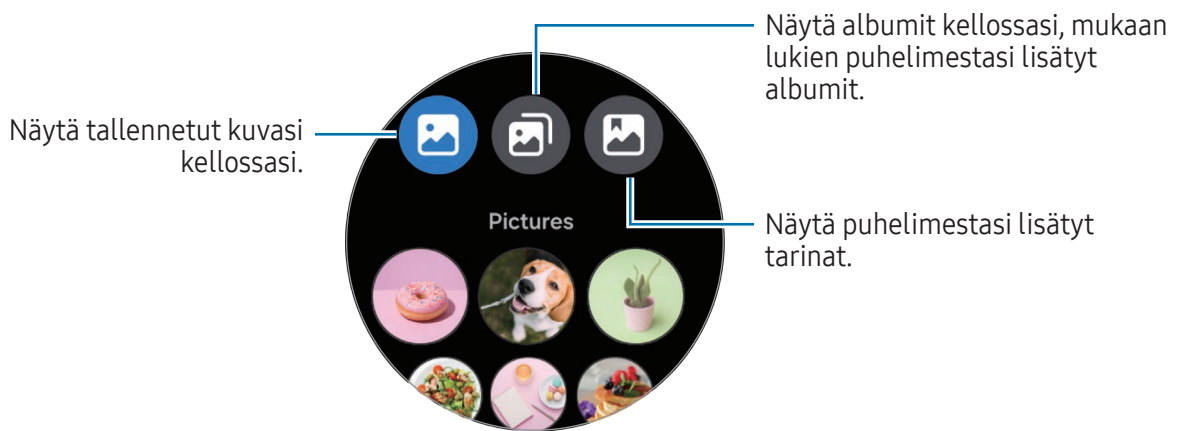 Näytä albumit kellossasi, mukaan
lukien puhelimestasi lisätyt
albumit.
Näytä tallennetut kuvasi
kellossasi.
Pictures
Näytä puhelimestasi lisätyt
tarinat.